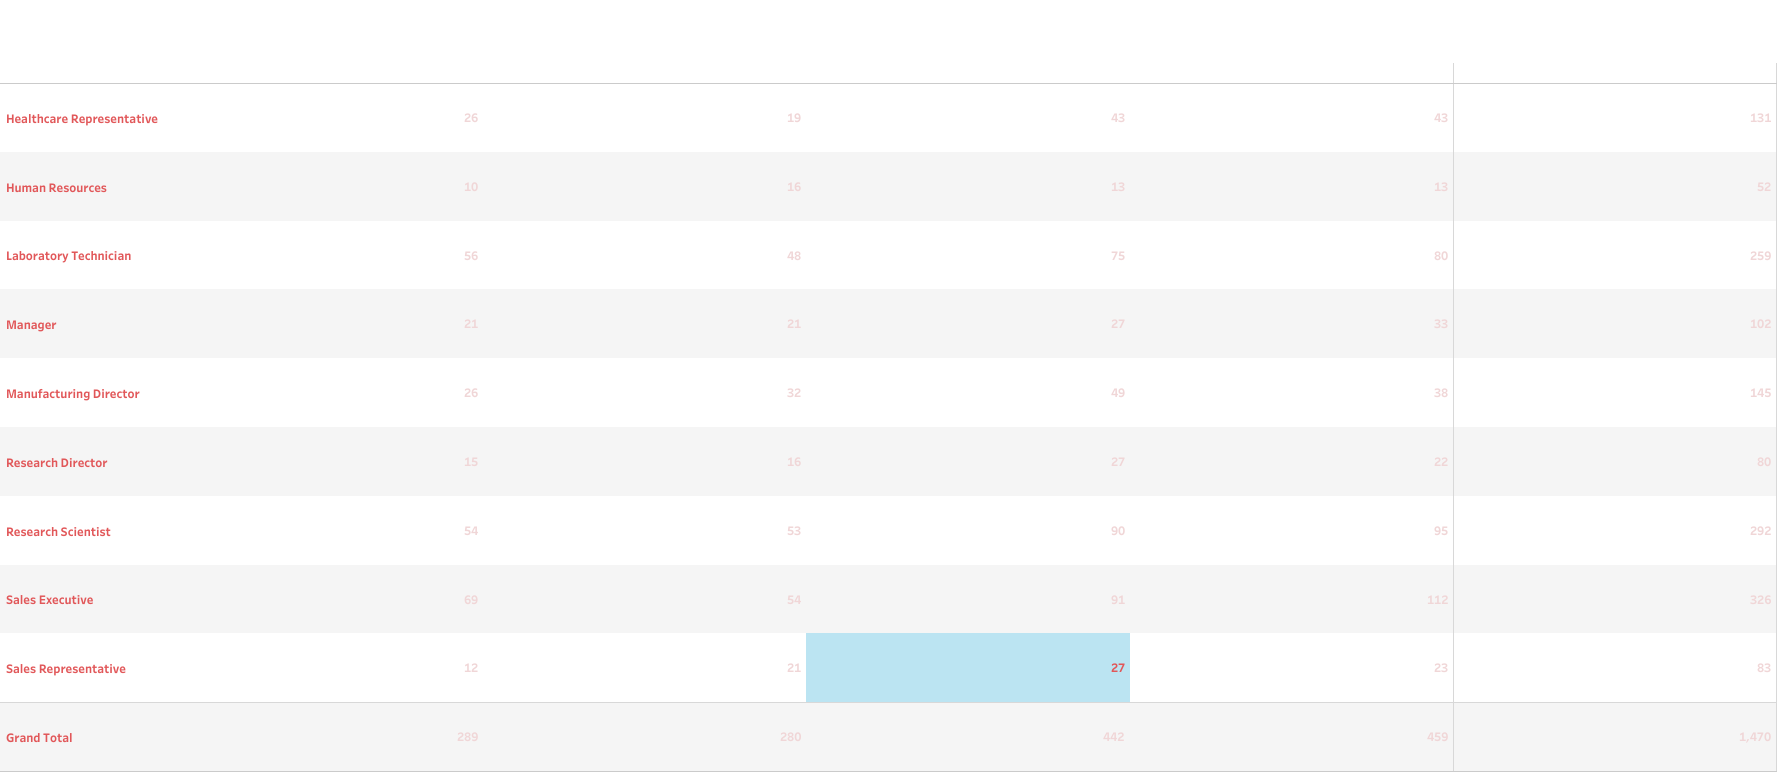 Healthcare Representative 26 19 43 43 131
Human Resources 10 16 13 13 52
Laboratory Technician 56 48 75 80 259
Manager 21 21 27 33 102
Manufacturing Director 26 32 49 38 145
Research Director 15 16 27 22 80
Research Scientist 54 53 90 95 292
Sales Executive 69 54 91 112 326
Sales Representative 12 21 27 23 83
Grand Total 289 280 442 459 1,470